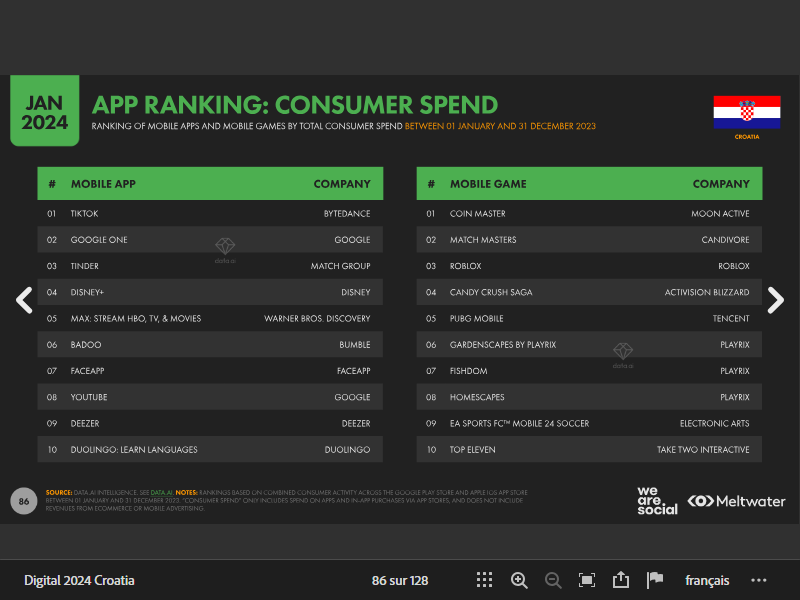 JAN
2024
APP RANKING: CONSUMER SPEND
RANKING OF MOBILE APPS AND MOBILE GAMES BY TOTAL CONSUMER SPEND BETWEEN 01 JANUARY AND 31 DECEMBER 2023
CROATIA
# MOBILE APP COMPANY
01 TIKTOK BYTEDANCE
02 GOOGLE ONE GOOGLE
03 TINDER MATCH GROUP
04 DISNEY+ DISNEY
05 MAX: STREAM HBO, TV, & MOVIES WARNER BROS. DISCOVERY
06 BADOO BUMBLE
07 FACEAPP FACEAPP
08 YOUTUBE GOOGLE
09 DEEZER DEEZER
10 DUOLINGO: LEARN LANGUAGES DUOLINGO
data.ai
# MOBILE GAME COMPANY
01 COIN MASTER MOON ACTIVE
02 MATCH MASTERS CANDIVORE
03 ROBLOX ROBLOX
04 CANDY CRUSH SAGA ACTIVISION BLIZZARD
05 PUBG MOBILE TENCENT
06 GARDENSCAPES BY PLAYRIX PLAYRIX
07 FISHDOM PLAYRIX
08 HOMESCAPES PLAYRIX
09 EA SPORTS FC™ MOBILE 24 SOCCER ELECTRONIC ARTS
10 TOP ELEVEN TAKE TWO INTERACTIVE
data.ai
86
SOURCE: DATA.AI INTELLIGENCE. SEE DATA.AI. NOTES: RANKINGS BASED ON COMBINED CONSUMER ACTIVITY ACROSS THE GOOGLE PLAY STORE AND APPLE IOS APP STORE
BETWEEN 01 JANUARY AND 31 DECEMBER 2023. "CONSUMER SPEND" ONLY INCLUDES SPEND ON APPS AND IN-APP PURCHASES VIA APP STORES, AND DOES NOT INCLUDE
REVENUES FROM ECOMMERCE OR MOBILE ADVERTISING.
we
are.
social
Meltwater
Digital 2024 Croatia
86 sur 128
français